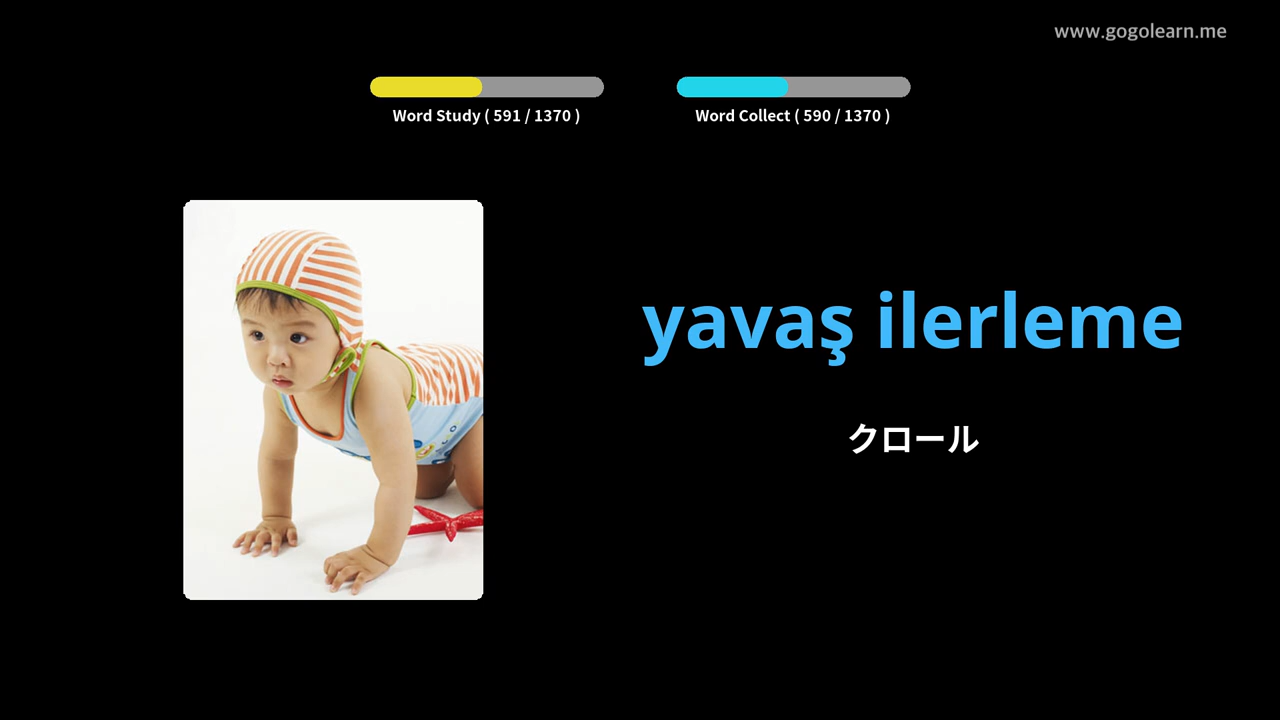 www.gogolearn.me
Word Study ( 591 / 1370 )
Word Collect ( 590 / 1370 )
yavaş ilerleme
クロール